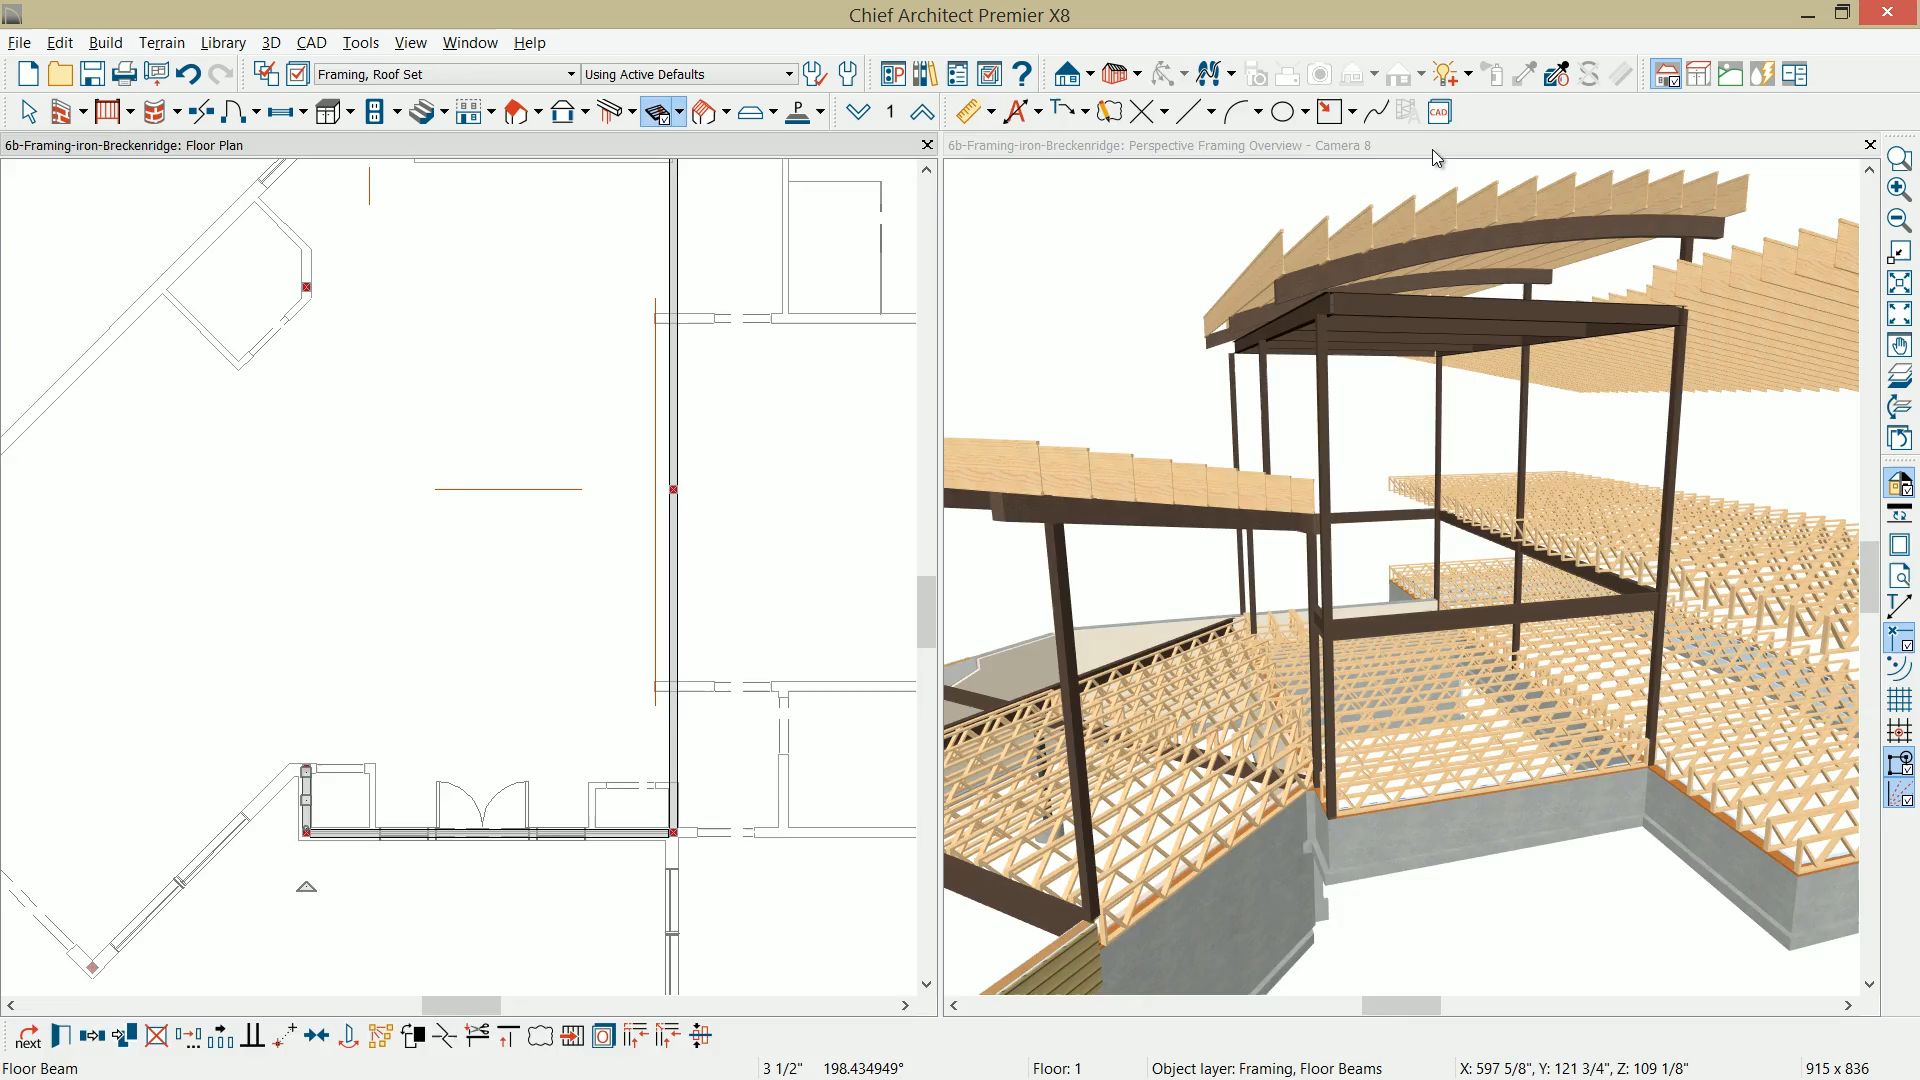 Chief Architect Premier X8
File Edit Build Terrain Library 3D CAD Tools View Window Help
Framing, Roof Set Using Active Defaults
1
CAD
6b-Framing-iron-Breckenridge: Floor Plan
6b-Framing-iron-Breckenridge: Perspective Framing Overview - Camera 8
next
Floor Beam 3 1/2" 198.434949° Floor: 1 Object layer: Framing, Floor Beams X: 597 5/8", Y: 121 3/4", Z: 109 1/8" 915 x 836